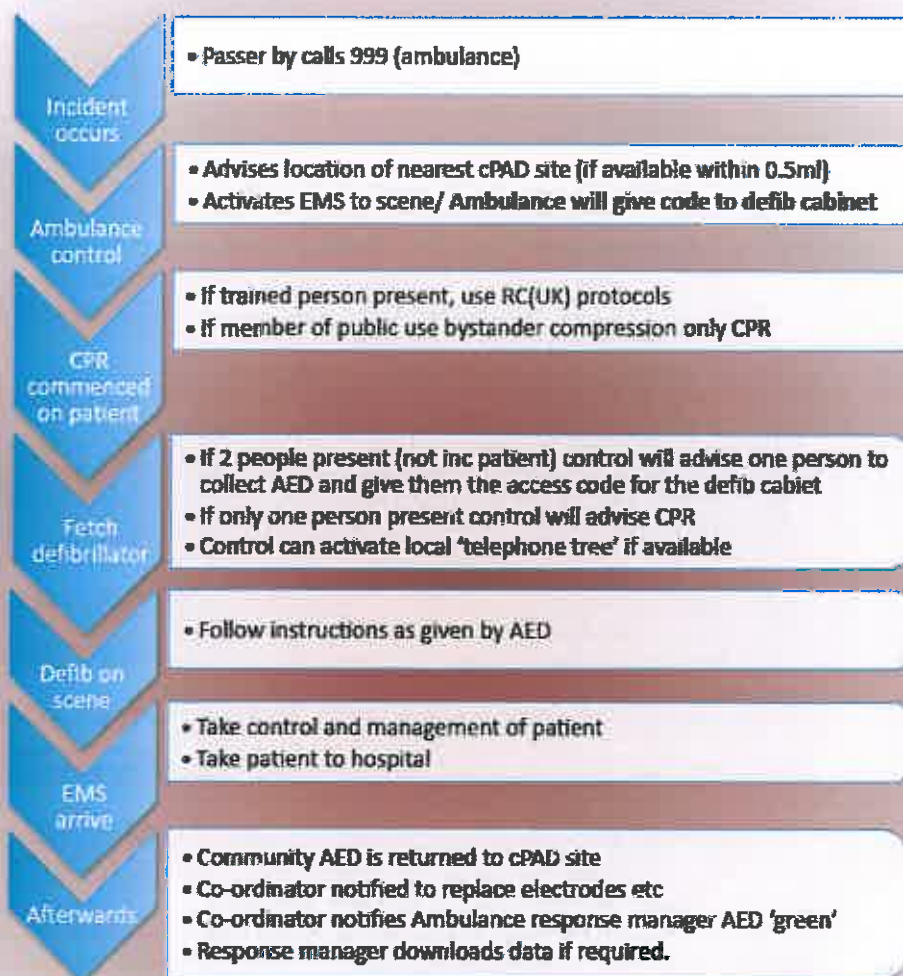 Incident
occurs
• Passer by calls 999 (ambulance)
Ambulance
control
• Advises location of nearest cPAD site (if available within 0.5ml)
• Activates EMS to scene/ Ambulance will give code to defib cabinet
CPR
commenced
on patient
• If trained person present, use RC(UK) protocols
• If member of public use bystander compression only CPR
Fetch
defibrillator
• If 2 people present (not inc patient) control will advise one person to
collect AED and give them the access code for the defib cabiet
• If only one person present control will advise CPR
• Control can activate local 'telephone tree' if available
Defib on
scene
• Follow instructions as given by AED
EMS
arrive
• Take control and management of patient
• Take patient to hospital
Afterwards
• Community AED is returned to cPAD site
• Co-ordinator notified to replace electrodes etc
• Co-ordinator notifies Ambulance response manager AED 'green'
• Response manager downloads data if required.